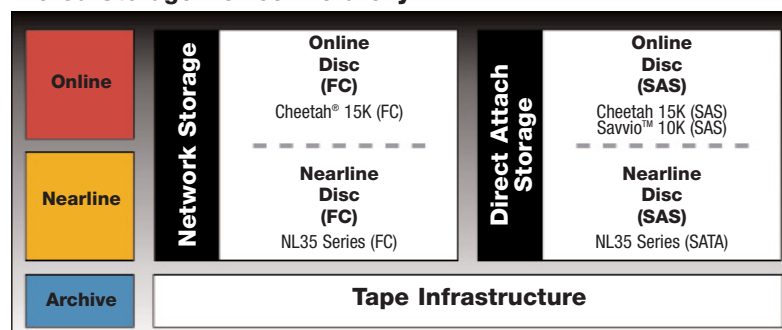 Online
Nearline
Archive
Network Storage
Online
Disc
(FC)
Cheetah® 15K (FC)
Nearline
Disc
(FC)
NL35 Series (FC)
Direct Attach
Storage
Online
Disc
(SAS)
Cheetah 15K (SAS)
Savvio™ 10K (SAS)
Nearline
Disc
(SAS)
NL35 Series (SATA)
Tape Infrastructure